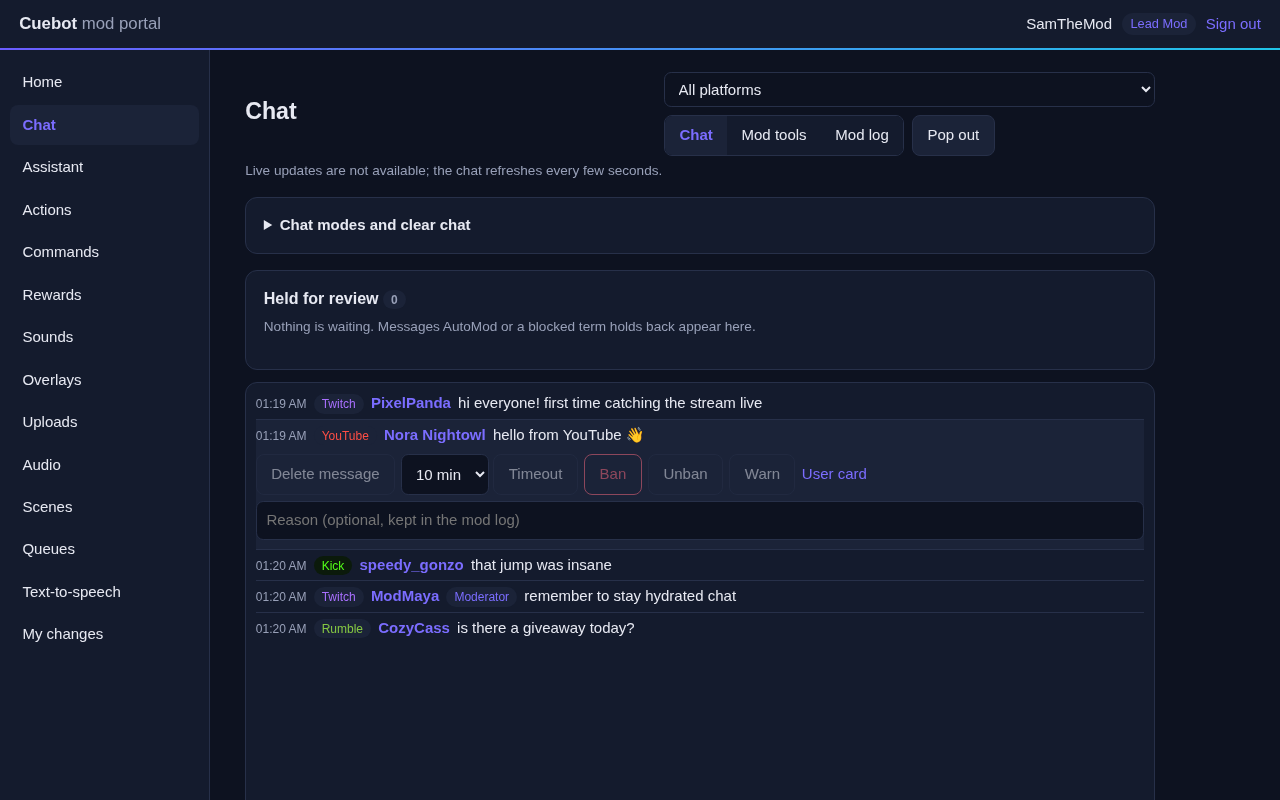 Cuebot mod portal
SamTheMod Lead Mod Sign out
Home
Chat
Assistant
Actions
Commands
Rewards
Sounds
Overlays
Uploads
Audio
Scenes
Queues
Text-to-speech
My changes
Chat
All platforms
Chat Mod tools Mod log Pop out
Live updates are not available; the chat refreshes every few seconds.
Chat modes and clear chat
Held for review 0
Nothing is waiting. Messages AutoMod or a blocked term holds back appear here.
01:19 AM Twitch PixelPanda hi everyone! first time catching the stream live
01:19 AM YouTube Nora Nightowl hello from YouTube 👋
Delete message 10 min Timeout Ban Unban Warn User card
Reason (optional, kept in the mod log)
01:20 AM Kick speedy_gonzo that jump was insane
01:20 AM Twitch ModMaya Moderator remember to stay hydrated chat
01:20 AM Rumble CozyCass is there a giveaway today?